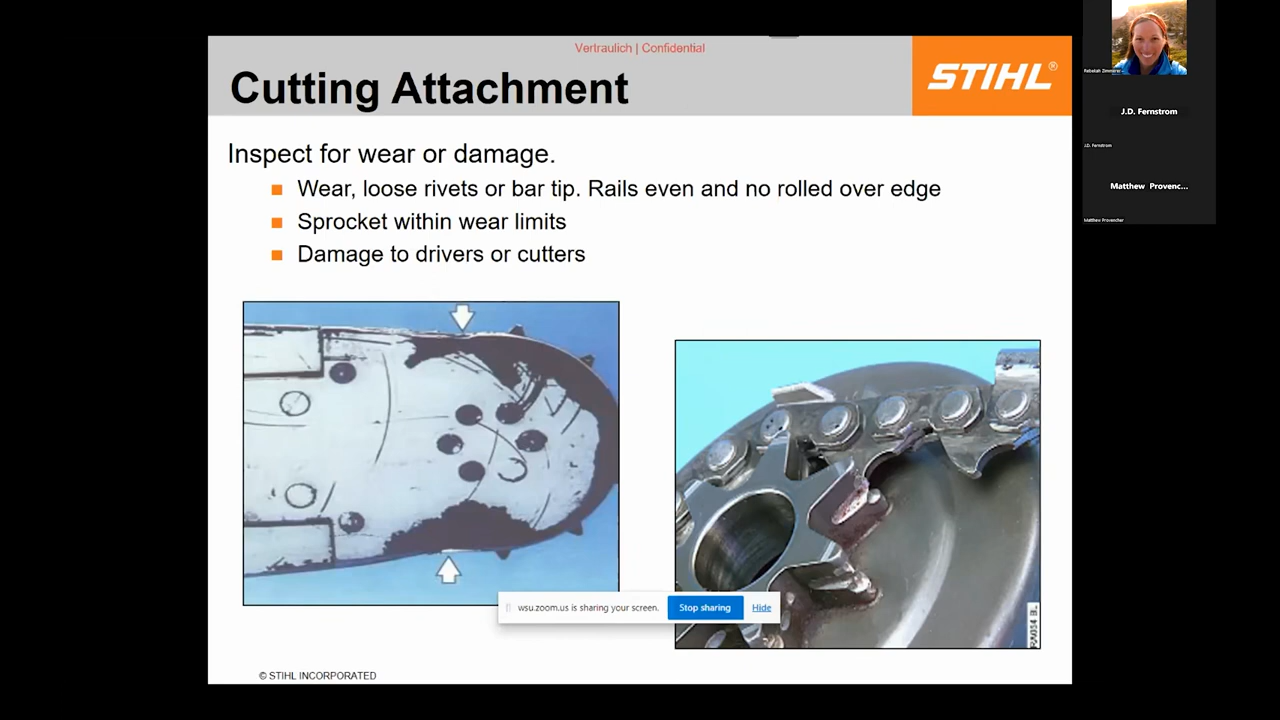 Vertraulich | Confidential
Cutting Attachment
STIHL®
Inspect for wear or damage.
Wear, loose rivets or bar tip. Rails even and no rolled over edge
Sprocket within wear limits
Damage to drivers or cutters
wsu.zoom.us is sharing your screen.
Stop sharing
Hide
© STIHL INCORPORATED
Rebekah Zimmerer
J.D. Fernstrom
J.D. Fernstrom
Matthew Provenc...
Matthew Provencher